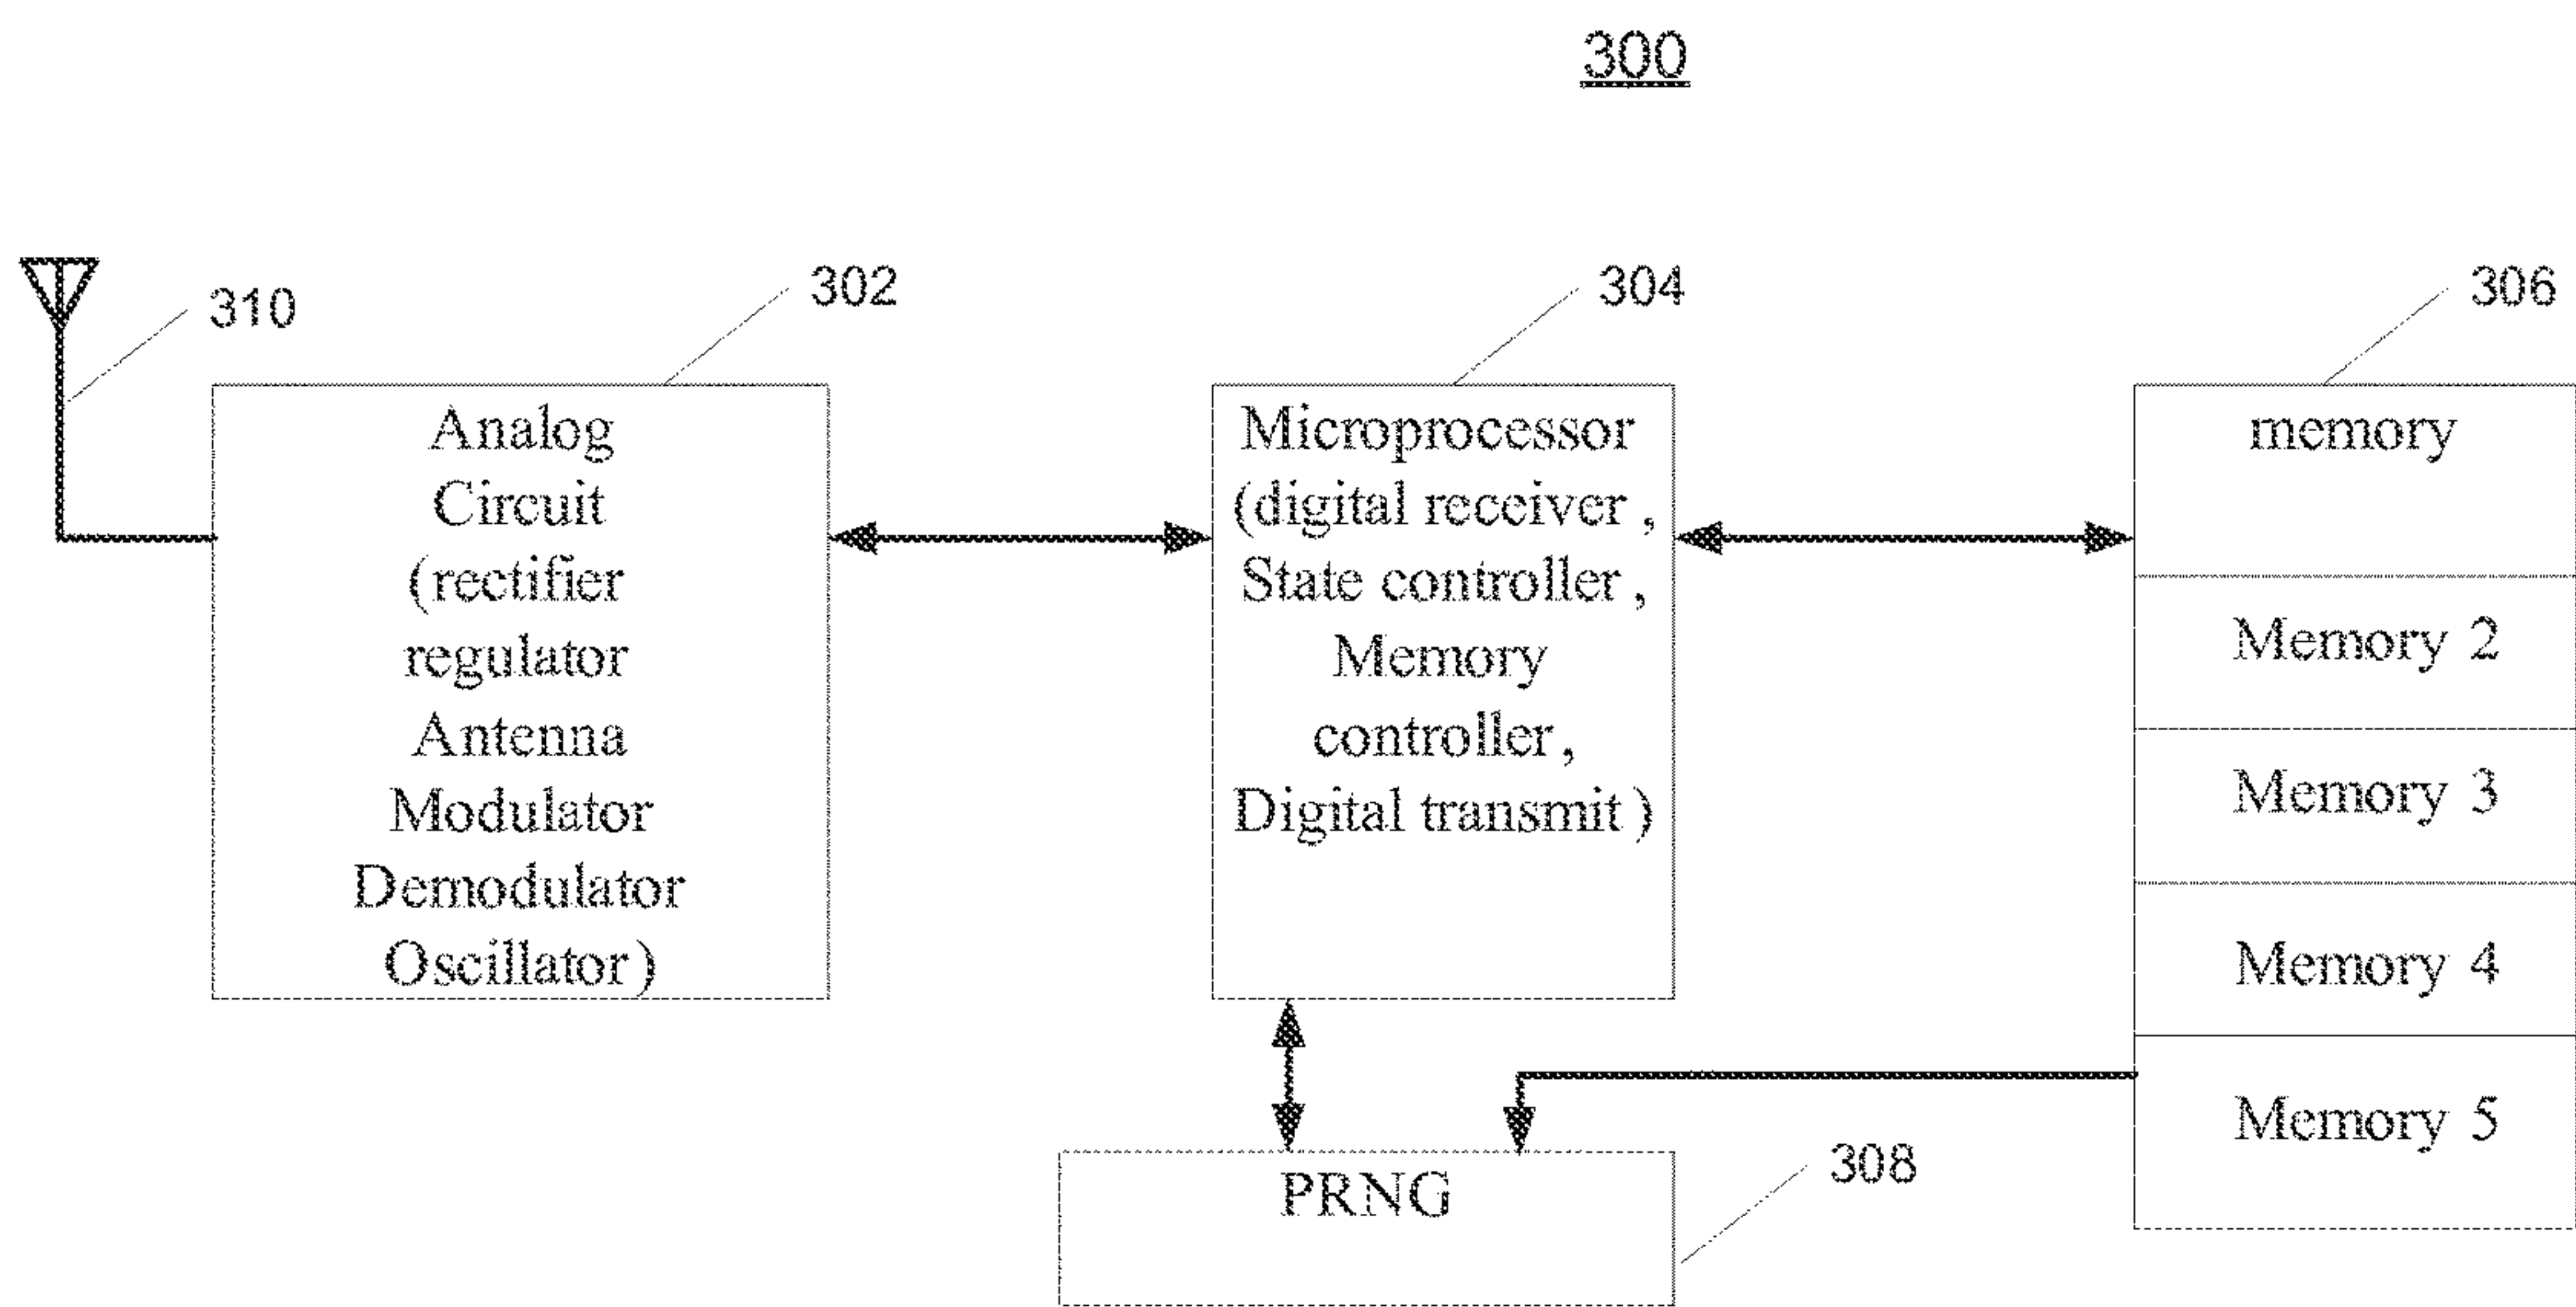 300
310
302
304
306
Analog
Circuit
(rectifier
regulator
Antenna
Modulator
Demodulator
Oscillator)
Microprocessor
(digital receiver,
State controller,
Memory
controller,
Digital transmit)
memory
Memory 2
Memory 3
Memory 4
Memory 5
PRNG
308